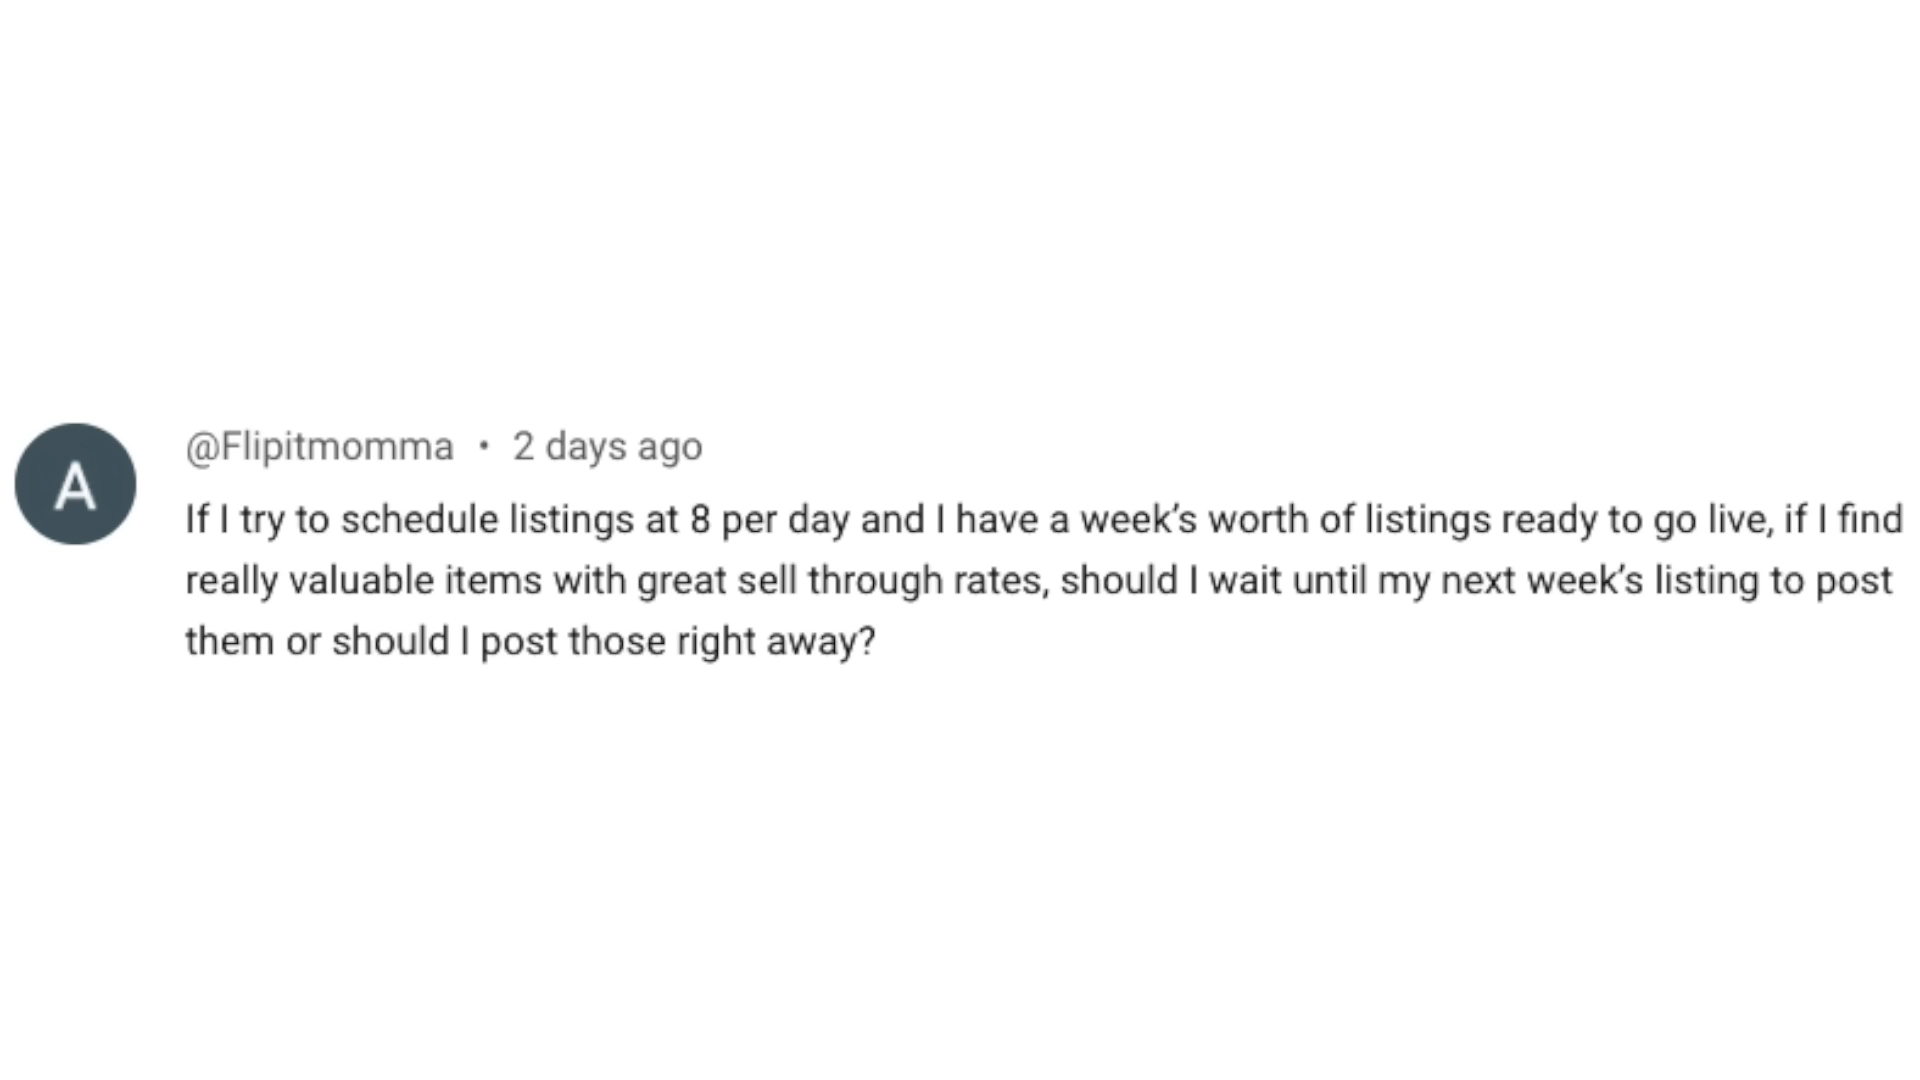 A
@Flipitmomma • 2 days ago
If I try to schedule listings at 8 per day and I have a week’s worth of listings ready to go live, if I find
really valuable items with great sell through rates, should I wait until my next week’s listing to post
them or should I post those right away?